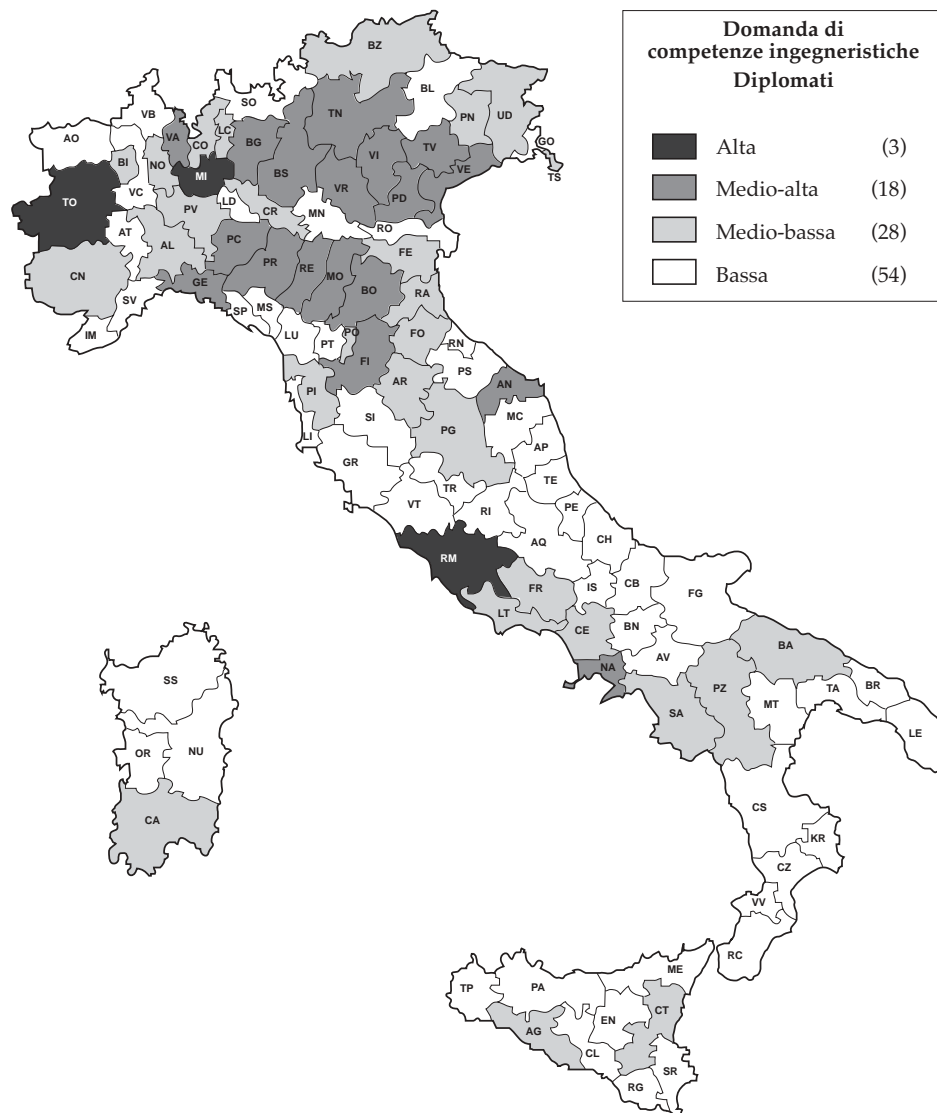 Domanda di
competenze ingegneristiche
Diplomati
Alta (3)
Medio-alta (18)
Medio-bassa (28)
Bassa (54)
BZ
SO
BL
TN
PN
UD
VB
AO
VA
CO
LC
BG
GO
TS
BI
NO
MI
BS
VI
TV
VE
TO
VC
VR
PD
LD
CR
MN
RO
PV
AT
AL
PC
PR
RE
MO
FE
CN
GE
BO
RA
SV
SP
MS
IM
LU
PT
PO
FO
RN
FI
PS
PI
AR
AN
LI
SI
PG
MC
AP
GR
TR
TE
VT
RI
PE
AQ
CH
RM
FR
IS
CB
FG
LT
CE
BN
BA
AV
NA
PZ
SS
SA
MT
TA
BR
LE
OR
NU
CA
CS
KR
CZ
VV
RC
ME
TP
PA
EN
CT
AG
CL
SR
RG